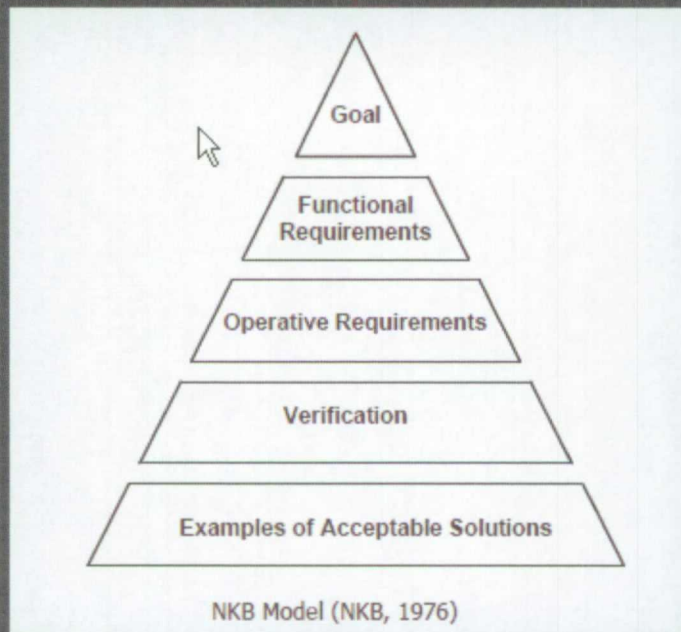 Goal
Functional
Requirements
Operative Requirements
Verification
Examples of Acceptable Solutions
NKB Model (NKB, 1976)